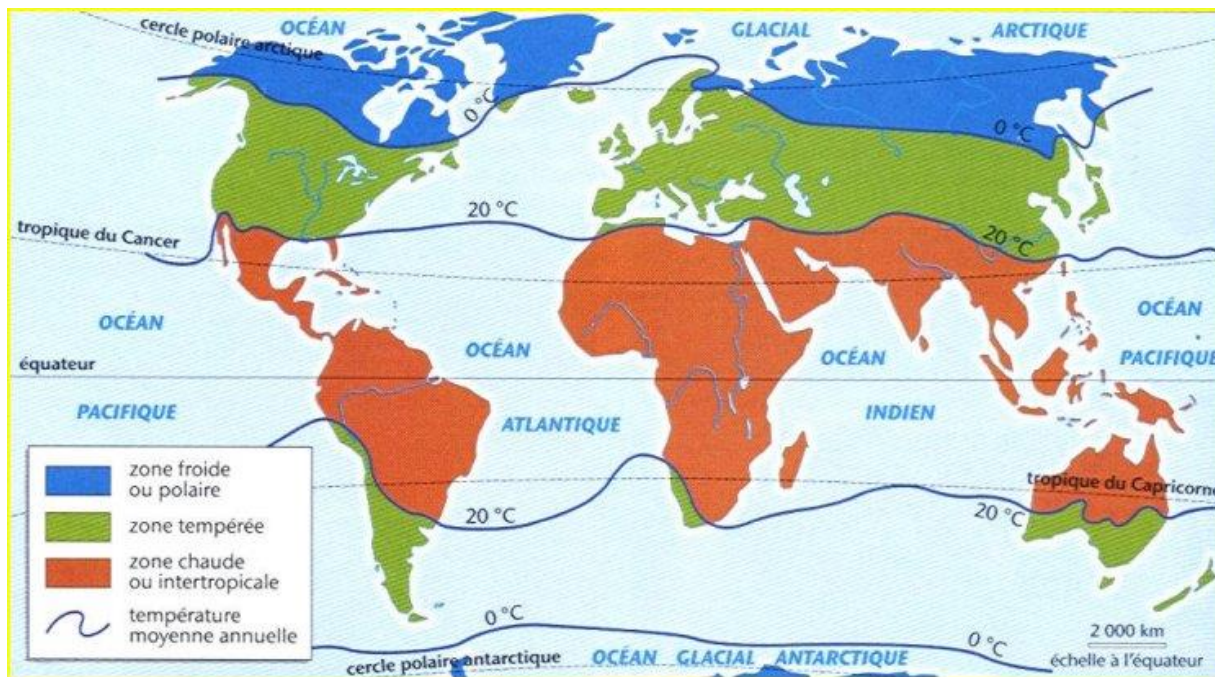 OCÉAN
GLACIAL
ARCTIQUE
cercle polaire arctique
0 °C
0 °C
20 °C
20 °C
tropique du Cancer
OCÉAN
OCÉAN
OCÉAN
OCÉAN
équateur
PACIFIQUE
PACIFIQUE
ATLANTIQUE
INDIEN
zone froide
ou polaire
zone tempérée
zone chaude
ou intertropicale
température
moyenne annuelle
tropique du Capricorne
20 °C
20 °C
0 °C
0 °C
2 000 km
échelle à l'équateur
cercle polaire antarctique
OCÉAN GLACIAL ANTARCTIQUE